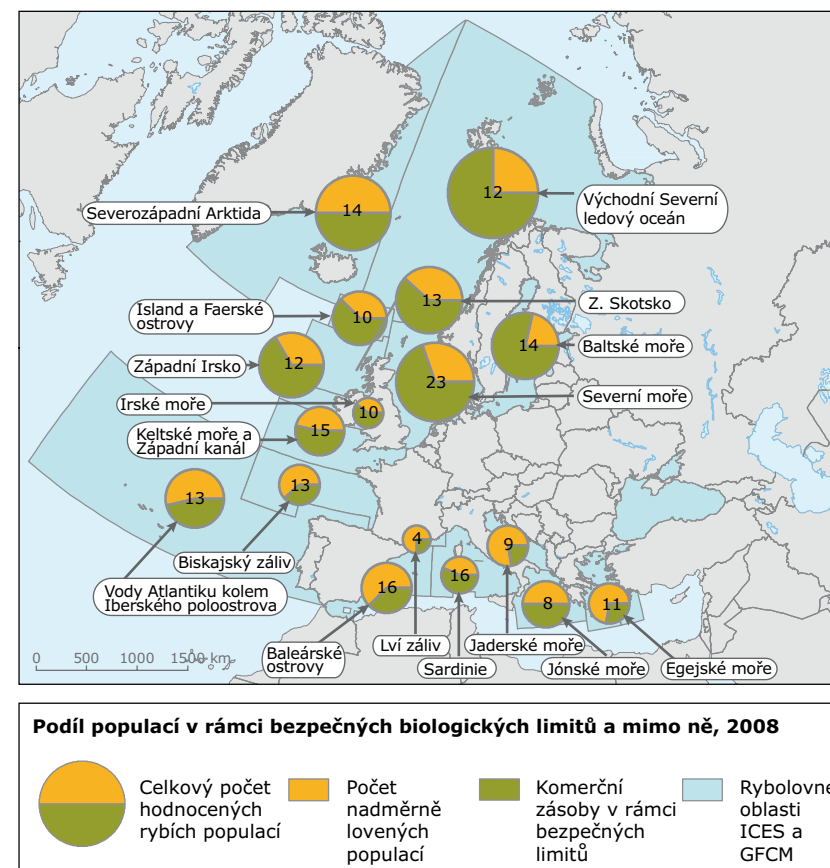 12
14
Východní Severní
ledový oceán
Severozápadní Arktida
13
Z. Skotsko
Island a Faerské
ostrovy
10
14
Baltské moře
Západní Irsko
12
23
Severní moře
Irské moře
10
Keltské moře a
Západní kanál
15
13
13
Biskajský záliv
Vody Atlantiku kolem
Iberského poloostrova
4
9
16
16
8
11
Baleárské
ostrovy
Lví záliv
Sardinie
Jaderské moře
Jónské moře
Egejské moře
0 500 1000 1500 km
Podíl populací v rámci bezpečných biologických limitů a mimo ně, 2008
Celkový počet
hodnocených
rybích populací
Počet
nadměrně
lovených
populací
Komerční
zásoby v rámci
bezpečných
limitů
Rybolovné
oblasti
ICES a
GFCM